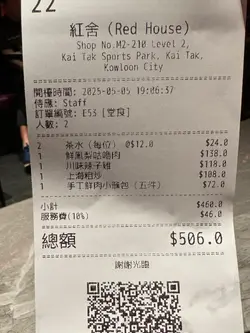 22
紅舍 (Red House)
Shop No.M2-210 Level 2,
Kai Tak Sports Park, Kai Tak,
Kowloon City
開檯時間: 2025-05-05 19:06:37
侍應: Staff
訂單編號: E53 [堂食]
人數: 2
2 茶水 (每位) @$12.0 $24.0
1 鮮鳳梨咕嚕肉 $138.0
1 川味辣子雞 $118.0
1 上海粗炒 $108.0
1 手工鮮肉小籠包 (五件) $72.0
小計 $460.0
服務費(10%) $46.0
總額 $506.0
謝謝光臨